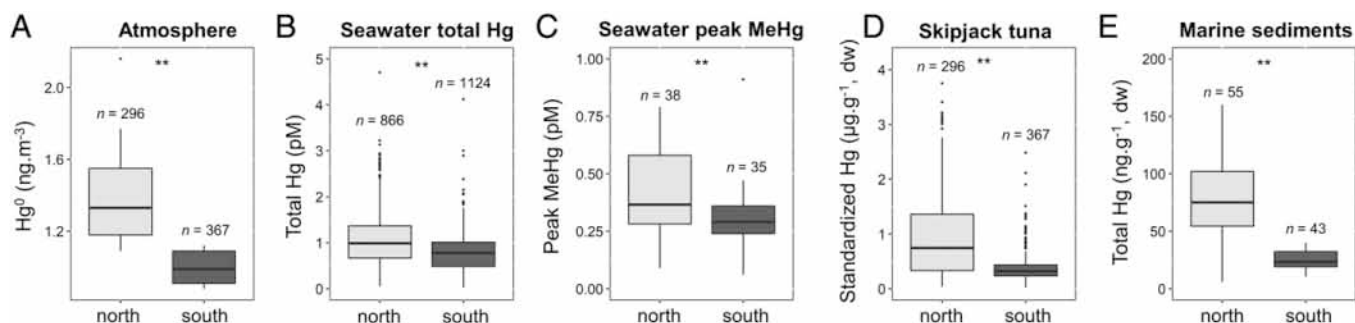 A Atmosphere
**
n = 296
n = 367
2.0
1.6
1.2
Hg⁰ (ng.m⁻³)
north south
B Seawater total Hg
**
n = 866
n = 1124
5
4
3
2
1
0
Total Hg (pM)
north south
C Seawater peak MeHg
**
n = 38
n = 35
1.00
0.75
0.50
0.25
0.00
Peak MeHg (pM)
north south
D Skipjack tuna
n = 296 **
n = 367
4
3
2
1
0
Standardized Hg (µg.g⁻¹, dw)
north south
E Marine sediments
**
n = 55
n = 43
200
150
100
50
0
Total Hg (ng.g⁻¹, dw)
north south